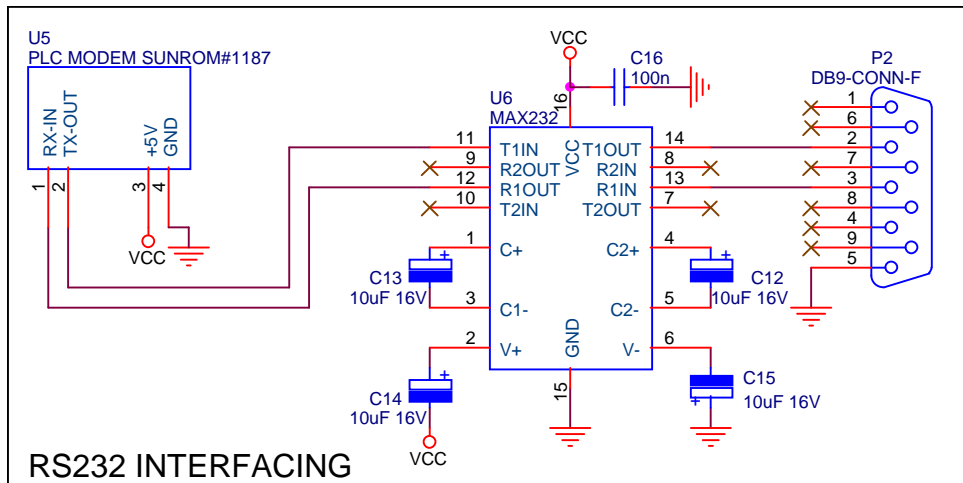 U5
PLC MODEM SUNROM#1187
RX-IN
TX-OUT
+5V
GND
1
2
3
4
VCC
VCC
C16
100n
U6
MAX232
16
VCC
11
T1IN
T1OUT
14
9
R2OUT
R2IN
8
12
R1OUT
R1IN
13
10
T2IN
T2OUT
7
1
C+
C2+
4
3
C1-
C2-
5
2
V+
V-
6
GND
15
C13
10uF 16V
+
C12
10uF 16V
+
C14
10uF 16V
+
VCC
C15
10uF 16V
+
P2
DB9-CONN-F
1
6
2
7
3
8
4
9
5
RS232 INTERFACING